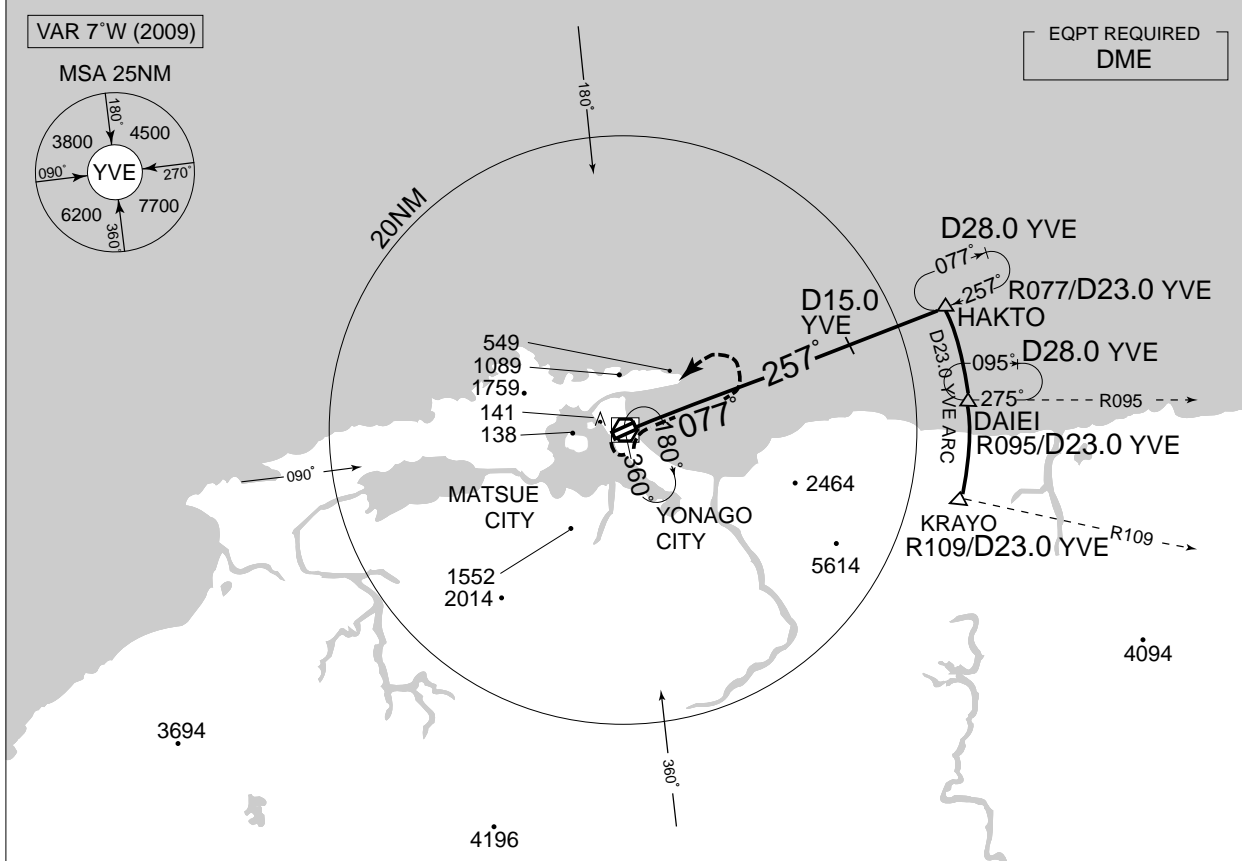 VAR 7˚W (2009)
MSA 25NM
180˚
3800
4500
090˚
YVE
270˚
6200
7700
360˚
EQPT REQUIRED
DME
180˚
20NM
D28.0 YVE
077˚
257˚
R077/D23.0 YVE
HAKTO
D15.0
YVE
257˚
077˚
D23.0 YVE ARC
095˚
D28.0 YVE
275˚
R095
DAIEI
R095/D23.0 YVE
549
1089
1759
141
138
180˚
360˚
090˚
MATSUE
CITY
YONAGO
CITY
2464
5614
KRAYO
R109/D23.0 YVE
R109
1552
2014
4094
3694
360˚
4196